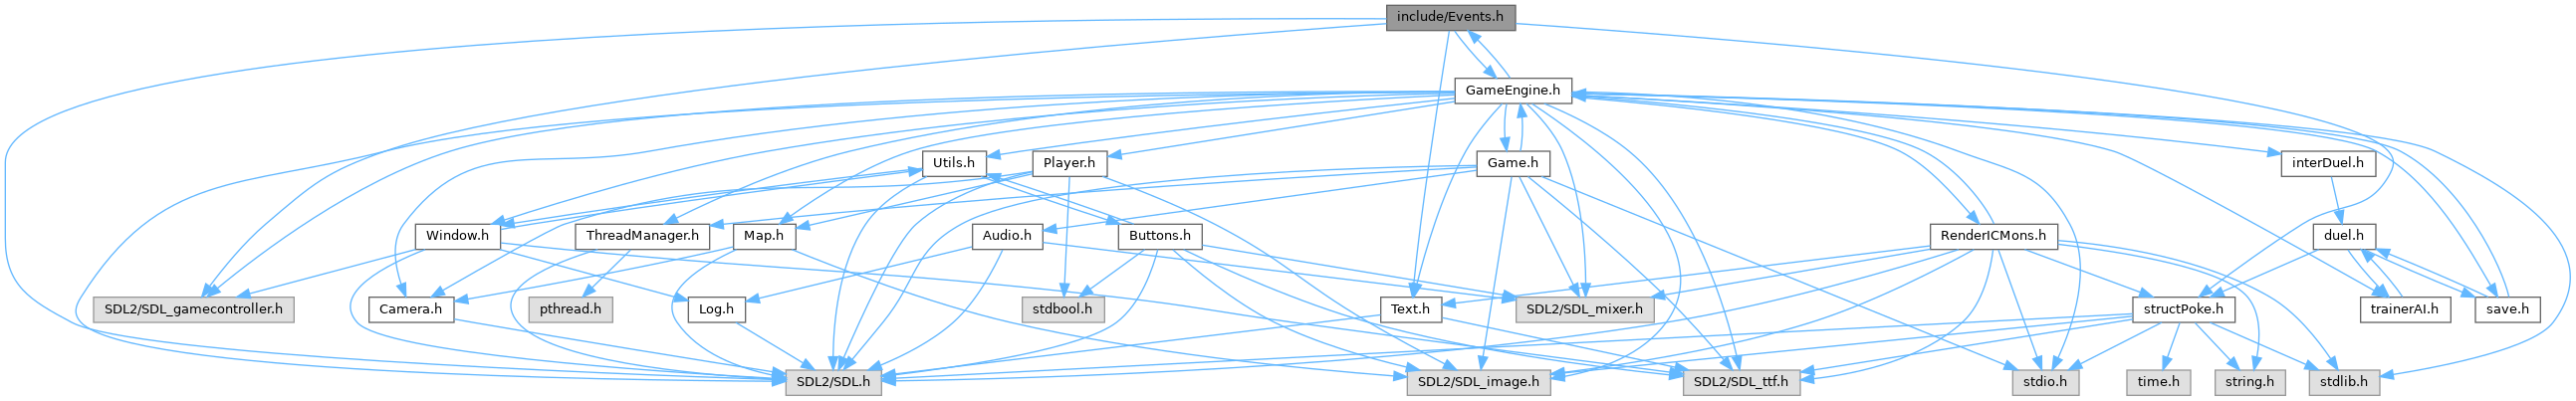 include/Events.h
GameEngine.h
Utils.h
Player.h
Game.h
interDuel.h
Window.h
ThreadManager.h
Map.h
Audio.h
Buttons.h
RenderICMons.h
duel.h
SDL2/SDL_gamecontroller.h
Camera.h
pthread.h
Log.h
stdbool.h
SDL2/SDL_mixer.h
Text.h
structPoke.h
trainerAI.h
save.h
SDL2/SDL.h
SDL2/SDL_image.h
SDL2/SDL_ttf.h
stdio.h
time.h
string.h
stdlib.h